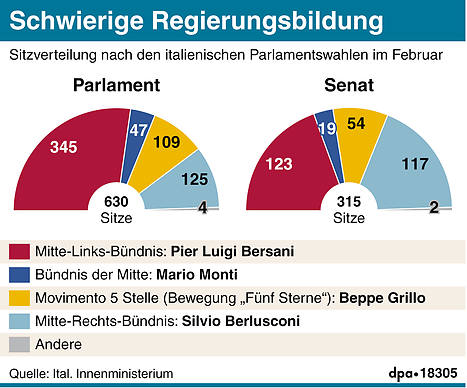 Schwierige Regierungsbildung
Sitzverteilung nach den italienischen Parlamentswahlen im Februar
Parlament
345
47
109
125
4
630
Sitze
Senat
123
19
54
117
2
315
Sitze
Mitte-Links-Bündnis: Pier Luigi Bersani
Bündnis der Mitte: Mario Monti
Movimento 5 Stelle (Bewegung „Fünf Sterne“): Beppe Grillo
Mitte-Rechts-Bündnis: Silvio Berlusconi
Andere
Quelle: Ital. Innenministerium
dpa•18305